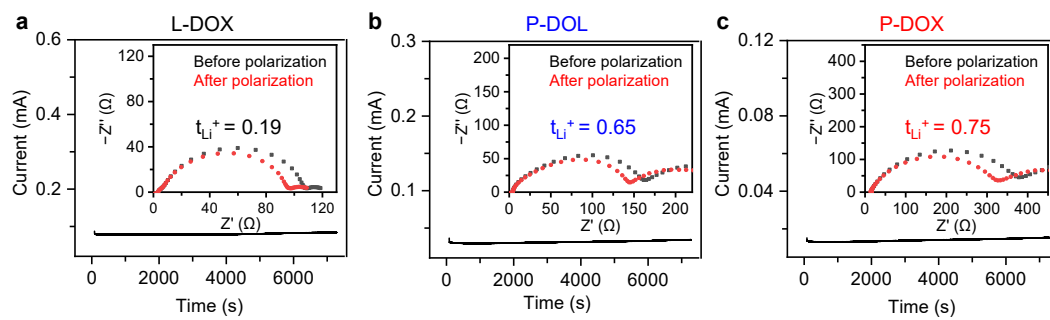 a
L-DOX
Current (mA)
0.6
0.4
0.2
0
2000
4000
6000
Time (s)
−Z'' (Ω)
120
80
40
0
0
40
80
120
Z' (Ω)
Before polarization
After polarization
tLi+ = 0.19
b
P-DOL
Current (mA)
0.3
0.2
0.1
0
2000
4000
6000
Time (s)
−Z'' (Ω)
200
150
100
50
0
0
50
100
150
200
Z' (Ω)
Before polarization
After polarization
tLi+ = 0.65
c
P-DOX
Current (mA)
0.12
0.08
0.04
0.00
0
2000
4000
6000
Time (s)
−Z'' (Ω)
400
300
200
100
0
0
100
200
300
400
Z' (Ω)
Before polarization
After polarization
tLi+ = 0.75